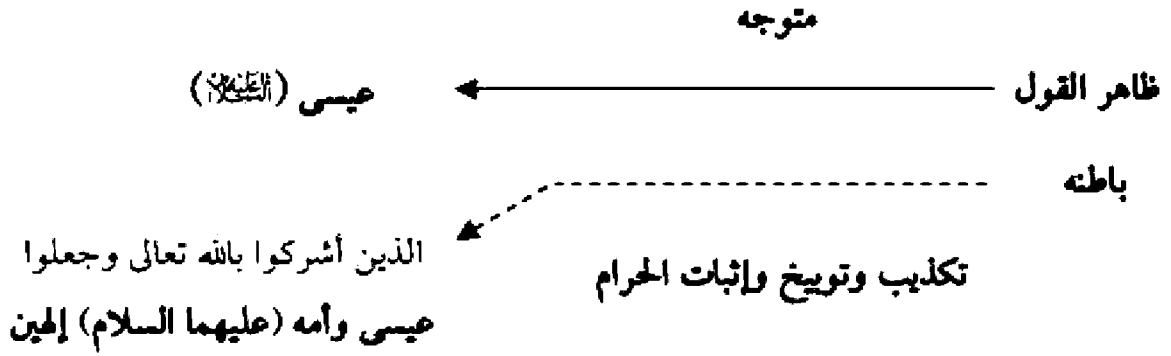 متوجه
ظاهر القول عيسى (عليه السلام)
باطنه
الذين أشركوا بالله تعالى وجعلوا
تكذيب وتوبيخ وإثبات الحرام
عيسى وأمه (عليهما السلام) إلهين